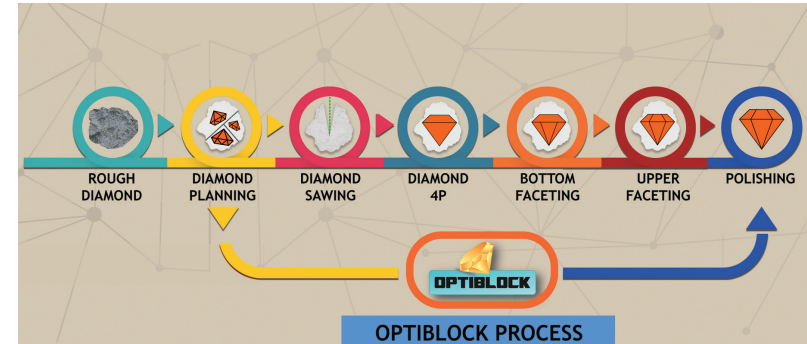 ROUGH
DIAMOND
DIAMOND
PLANNING
DIAMOND
SAWING
DIAMOND
4P
BOTTOM
FACETING
UPPER
FACETING
POLISHING
OPTIBLOCK
OPTIBLOCK PROCESS